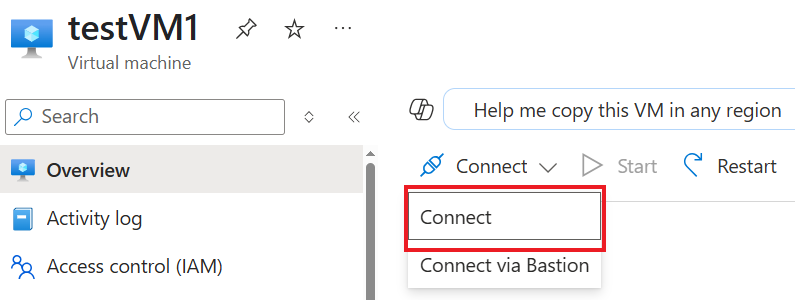 testVM1
Virtual machine
Search
Overview
Activity log
Access control (IAM)
Help me copy this VM in any region
Connect
Start
Restart
Connect
Connect via Bastion